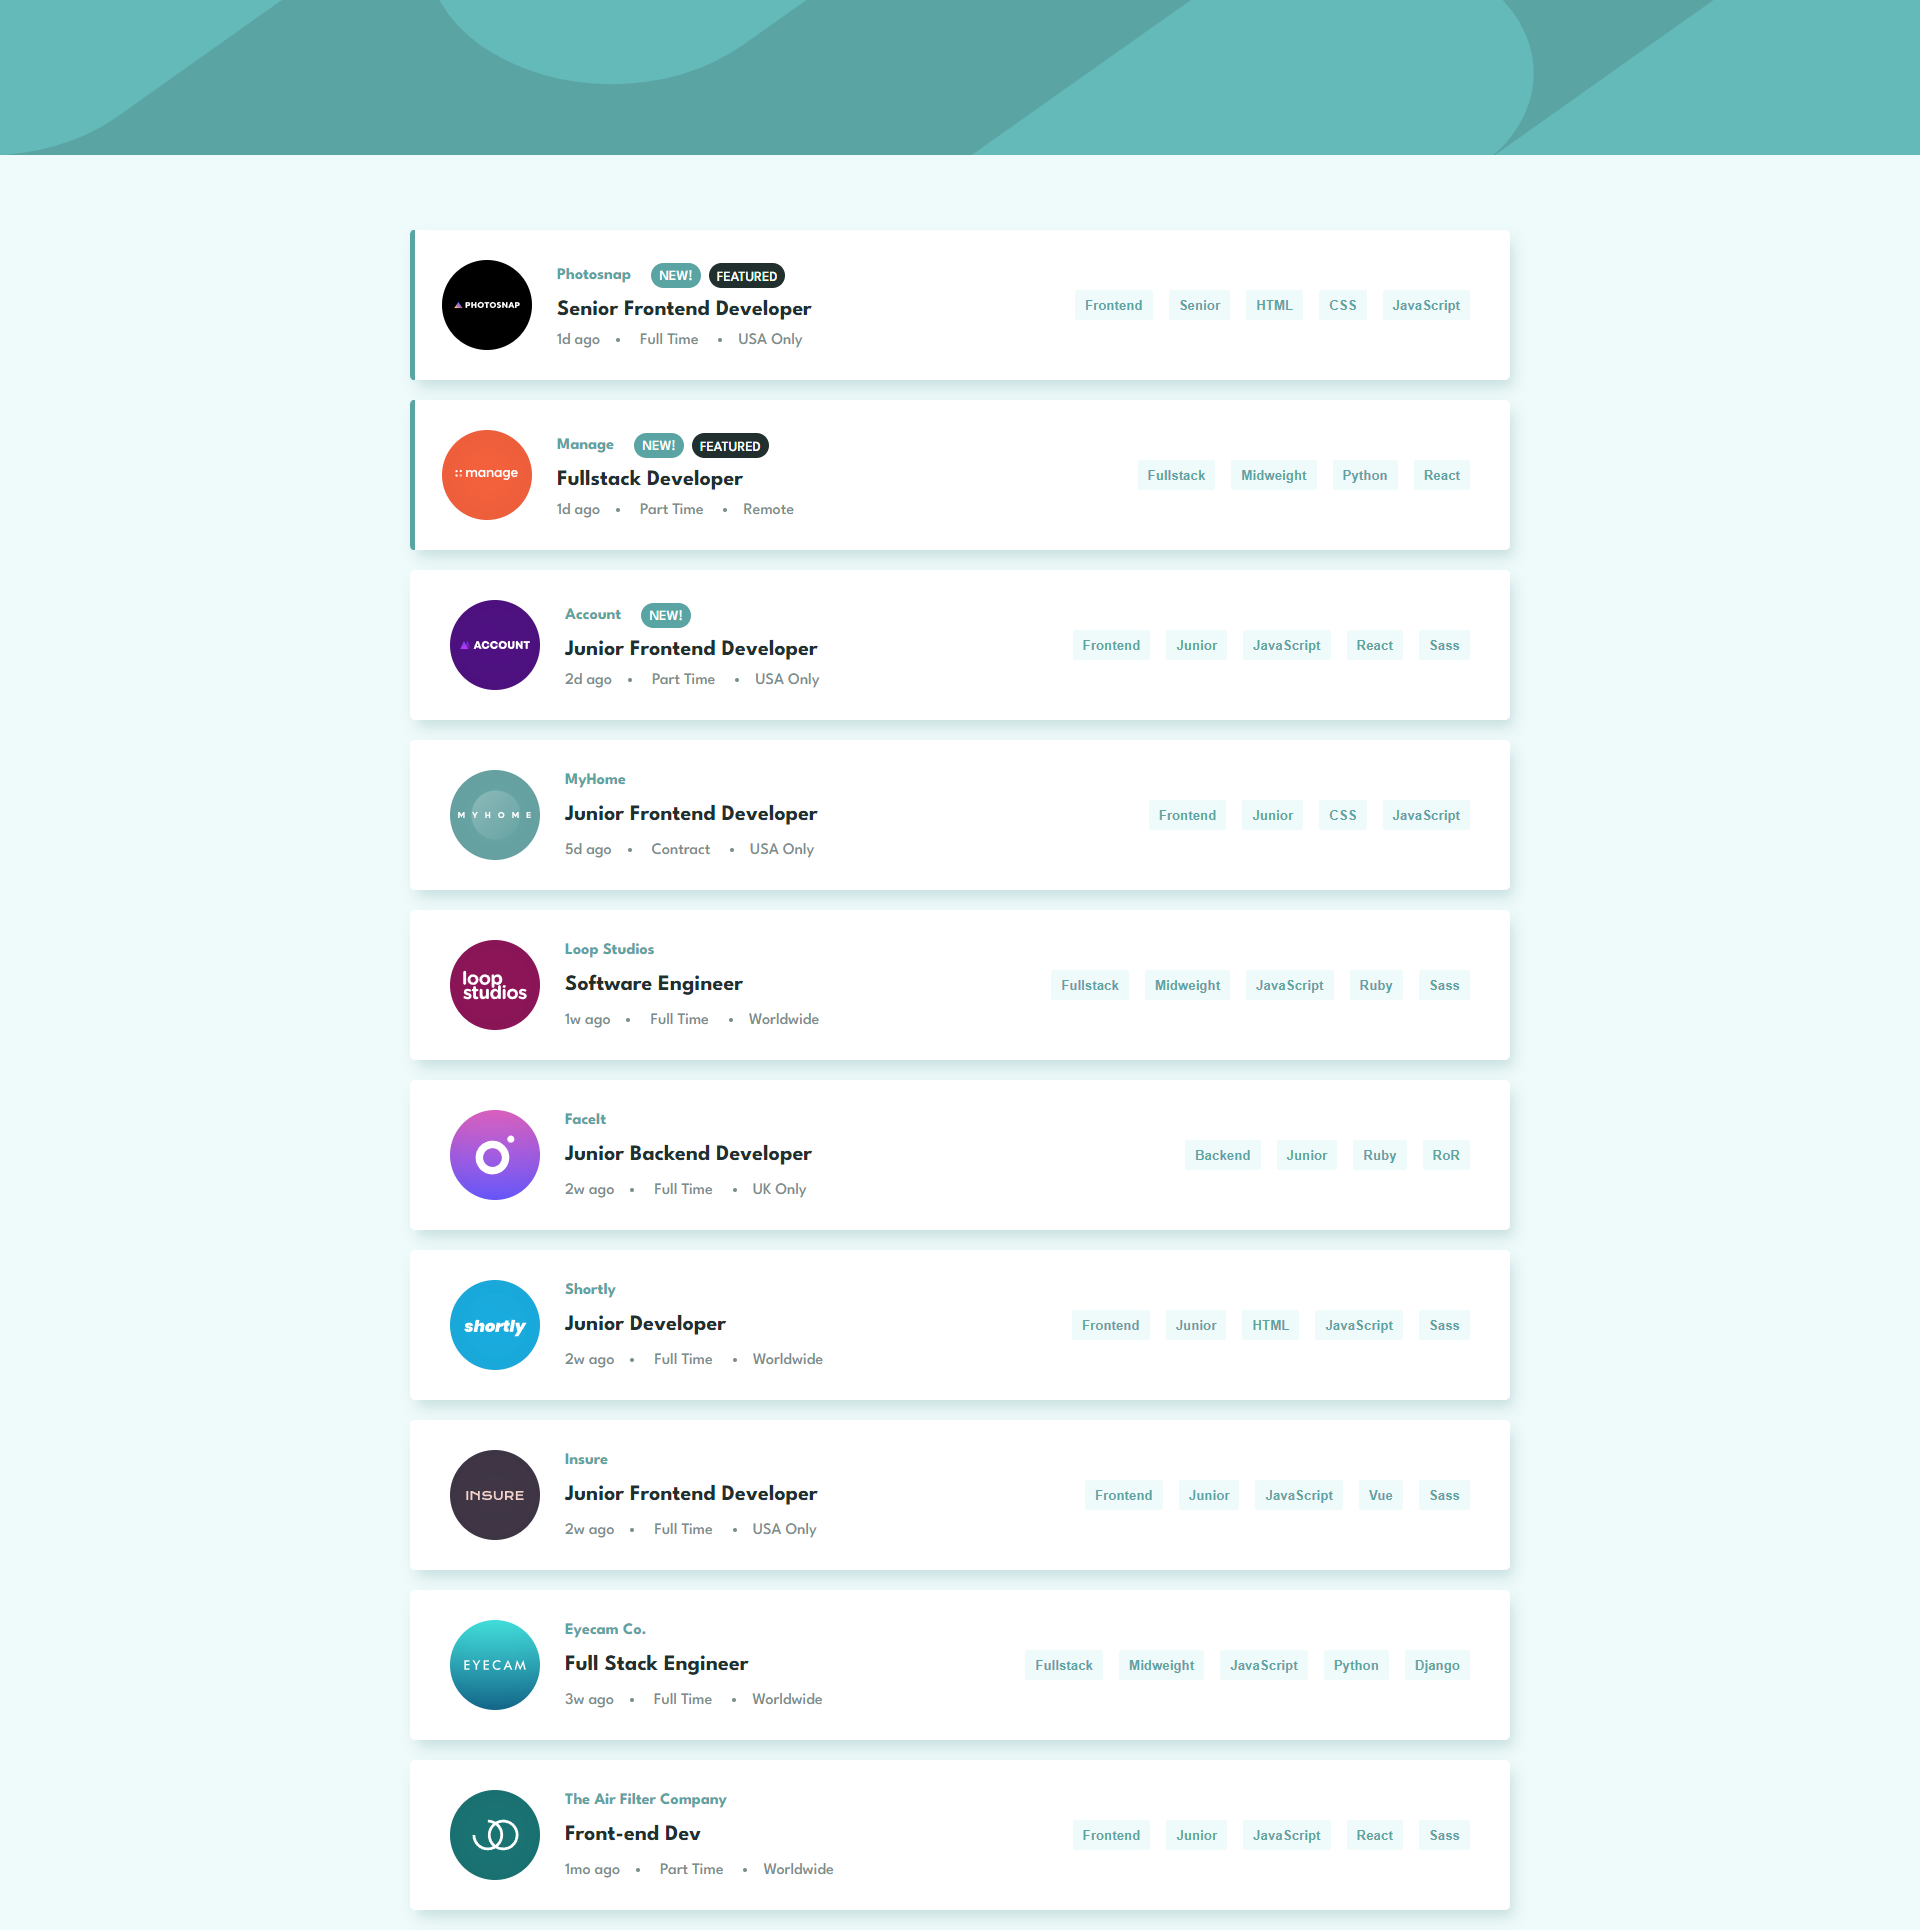 PHOTOSNAP
Photosnap NEW! FEATURED
Senior Frontend Developer
1d ago • Full Time • USA Only
Frontend Senior HTML CSS JavaScript
manage
Manage NEW! FEATURED
Fullstack Developer
1d ago • Part Time • Remote
Fullstack Midweight Python React
ACCOUNT
Account NEW!
Junior Frontend Developer
2d ago • Part Time • USA Only
Frontend Junior JavaScript React Sass
MYHOME
MyHome
Junior Frontend Developer
5d ago • Contract • USA Only
Frontend Junior CSS JavaScript
loop
studios
Loop Studios
Software Engineer
1w ago • Full Time • Worldwide
Fullstack Midweight JavaScript Ruby Sass
FaceIt
Junior Backend Developer
2w ago • Full Time • UK Only
Backend Junior Ruby RoR
shortly
Shortly
Junior Developer
2w ago • Full Time • Worldwide
Frontend Junior HTML JavaScript Sass
INSURE
Insure
Junior Frontend Developer
2w ago • Full Time • USA Only
Frontend Junior JavaScript Vue Sass
EYECAM
Eyecam Co.
Full Stack Engineer
3w ago • Full Time • Worldwide
Fullstack Midweight JavaScript Python Django
The Air Filter Company
Front-end Dev
1mo ago • Part Time • Worldwide
Frontend Junior JavaScript React Sass